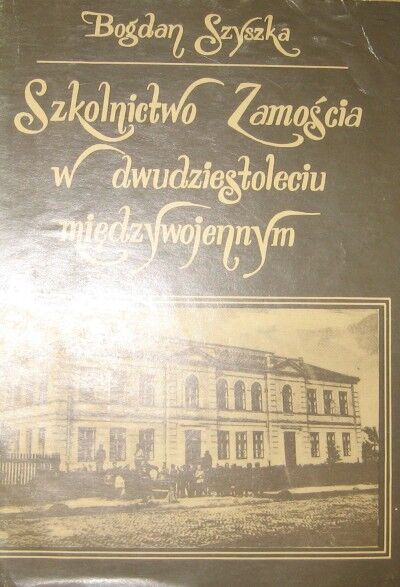 Bogdan Szyszka
Szkolnictwo Zamościa
w dwudziestoleciu
międzywojennym